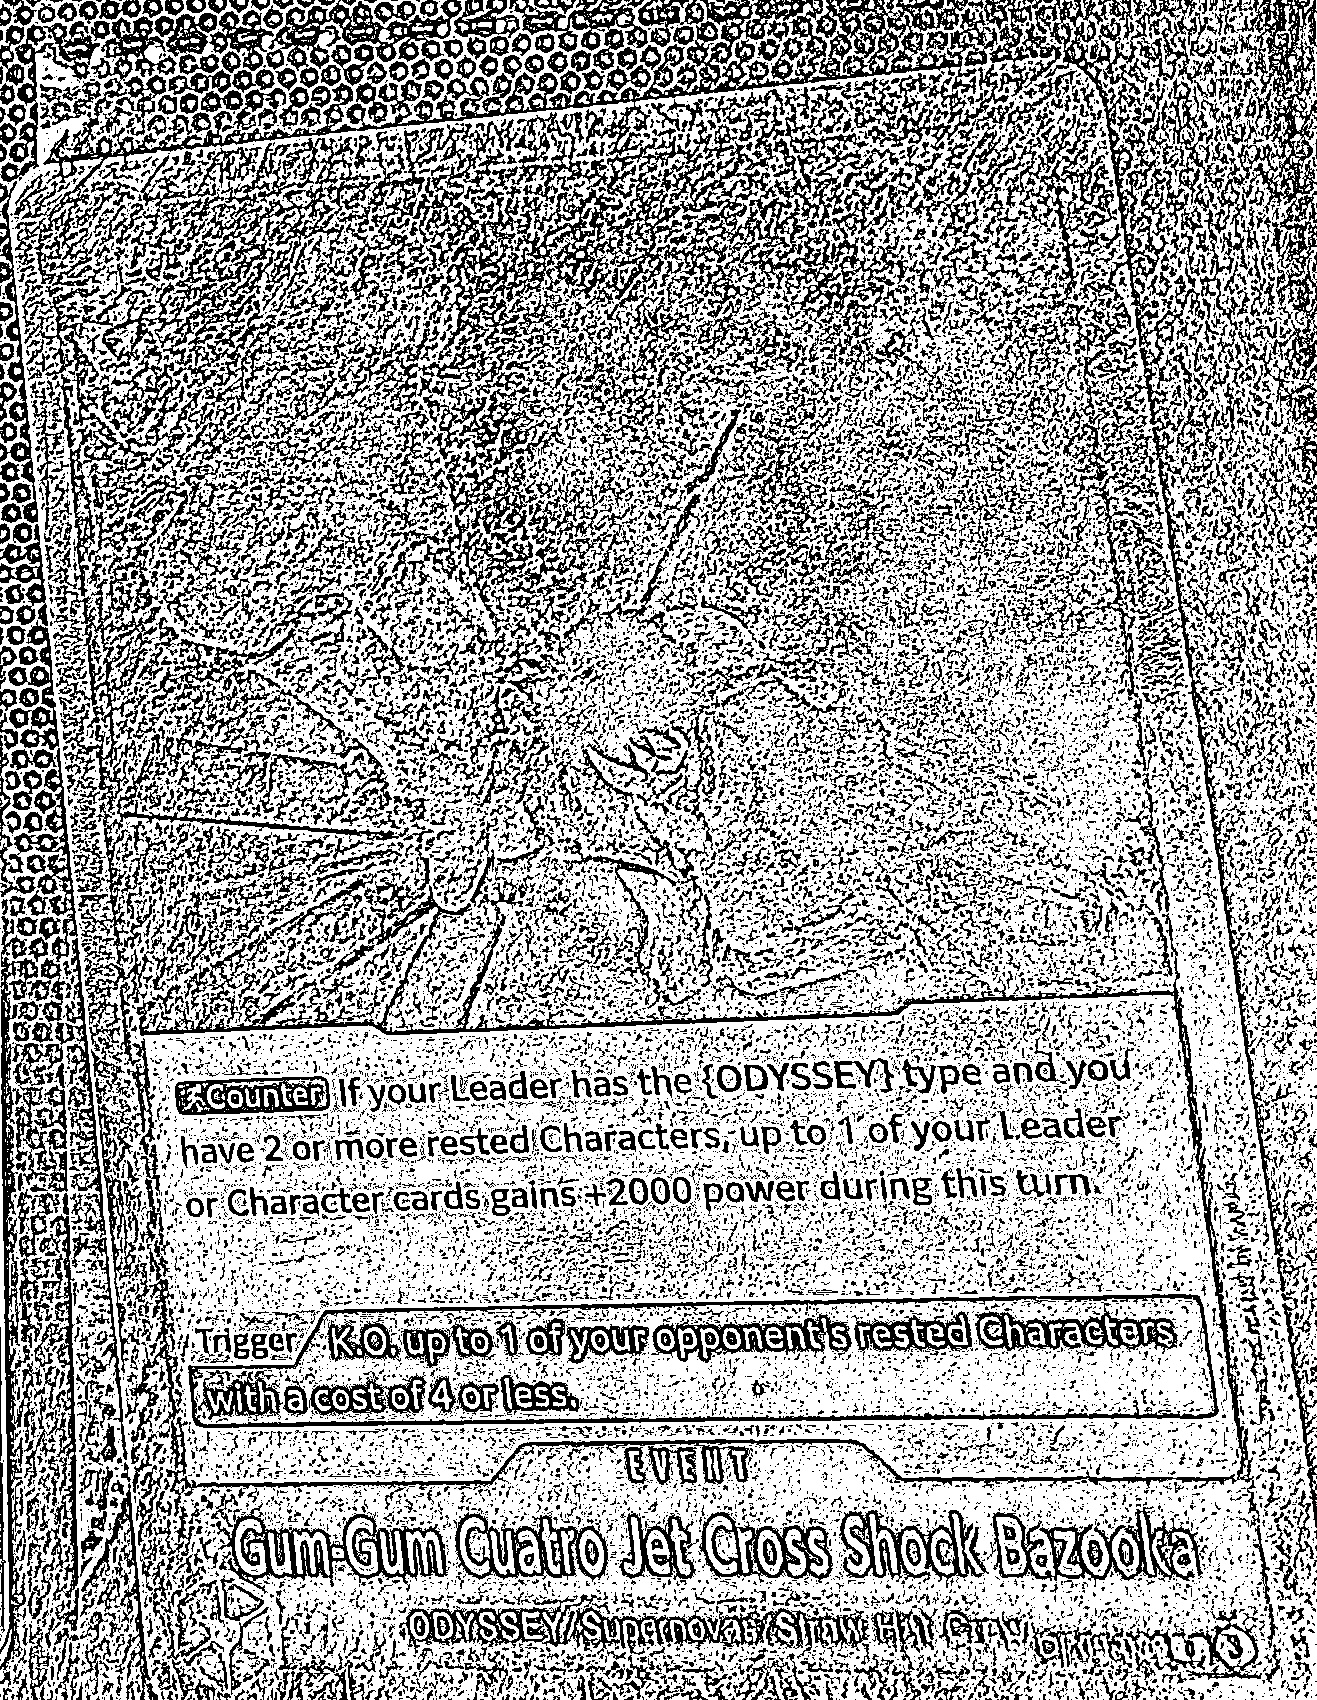 Counter If your Leader has the {ODYSSEY} type and you
have 2 or more rested Characters, up to 1 of your Leader
or Character cards gains +2000 power during this turn.
Trigger K.O. up to 1 of your opponent's rested Characters
with a cost of 4 or less.
EVENT
Gum-Gum Cuatro Jet Cross Shock Bazooka
ODYSSEY/Supernovas/Straw Hat Crew